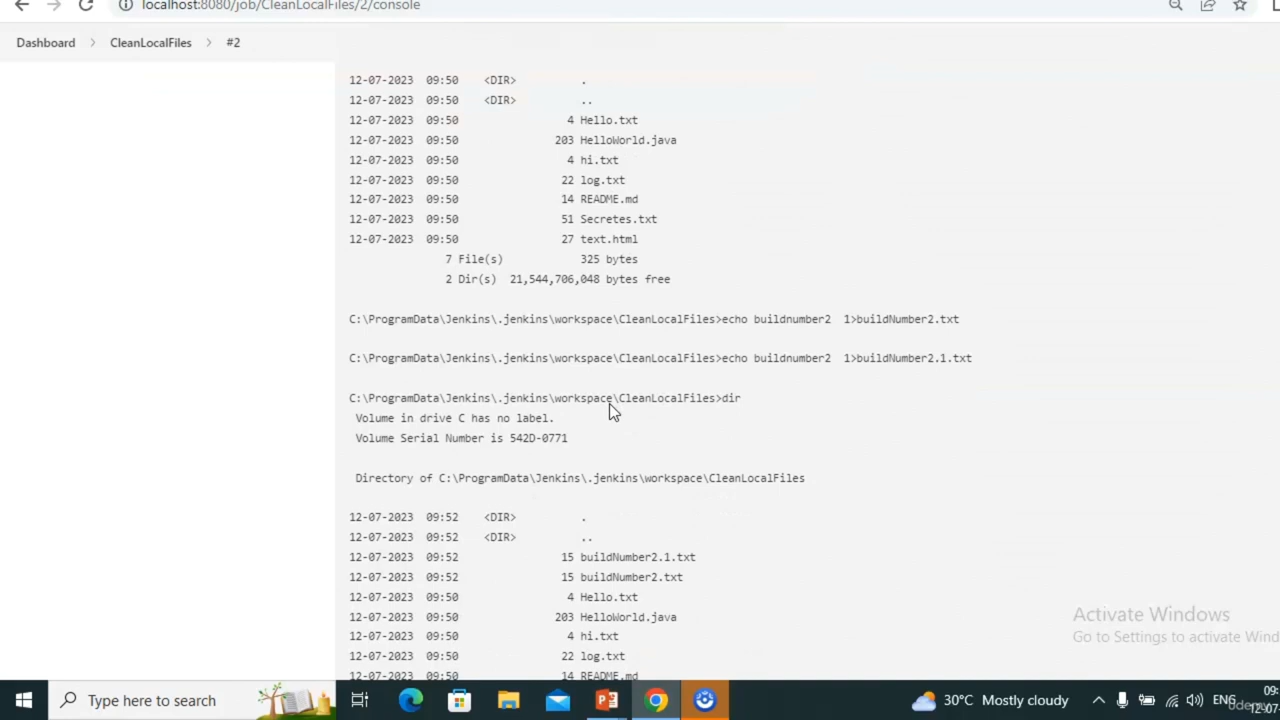 localhost:8080/job/CleanLocalFiles/2/console
Dashboard > CleanLocalFiles > #2
12-07-2023 09:50 <DIR> .
12-07-2023 09:50 <DIR> ..
12-07-2023 09:50 4 Hello.txt
12-07-2023 09:50 203 HelloWorld.java
12-07-2023 09:50 4 hi.txt
12-07-2023 09:50 22 log.txt
12-07-2023 09:50 14 README.md
12-07-2023 09:50 51 Secretes.txt
12-07-2023 09:50 27 text.html
7 File(s) 325 bytes
2 Dir(s) 21,544,706,048 bytes free
C:\ProgramData\Jenkins\.jenkins\workspace\CleanLocalFiles>echo buildnumber2 1>buildNumber2.txt
C:\ProgramData\Jenkins\.jenkins\workspace\CleanLocalFiles>echo buildnumber2 1>buildNumber2.1.txt
C:\ProgramData\Jenkins\.jenkins\workspace\CleanLocalFiles>dir
Volume in drive C has no label.
Volume Serial Number is 542D-0771
Directory of C:\ProgramData\Jenkins\.jenkins\workspace\CleanLocalFiles
12-07-2023 09:52 <DIR> .
12-07-2023 09:52 <DIR> ..
12-07-2023 09:52 15 buildNumber2.1.txt
12-07-2023 09:52 15 buildNumber2.txt
12-07-2023 09:50 4 Hello.txt
12-07-2023 09:50 203 HelloWorld.java
12-07-2023 09:50 4 hi.txt
12-07-2023 09:50 22 log.txt
12-07-2023 09:50 14 README.md
Activate Windows
Go to Settings to activate Wind
Type here to search
30°C Mostly cloudy
ENG
09:
12-07-